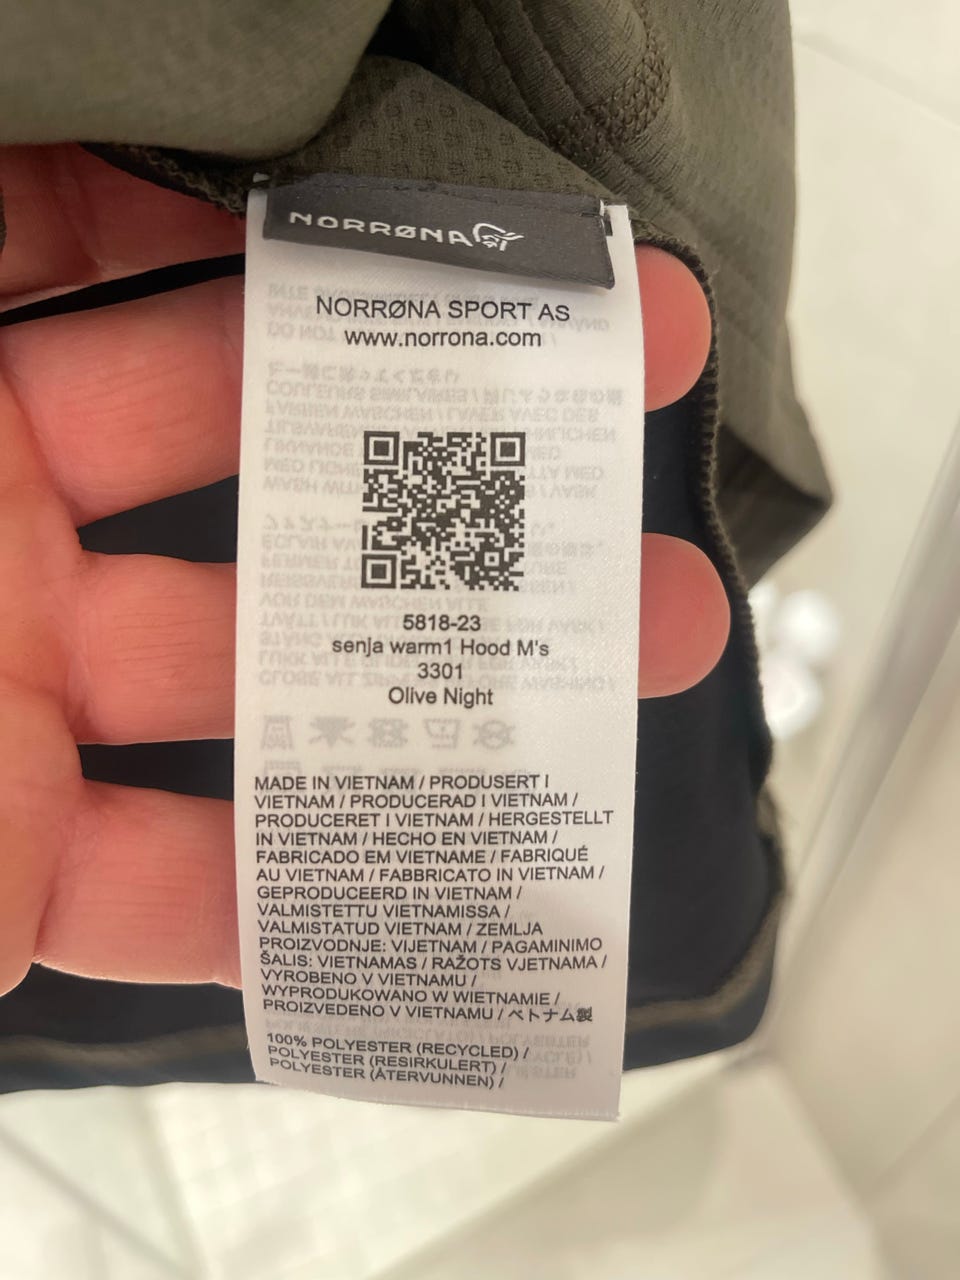 NORRØNA
NORRØNA SPORT AS
www.norrona.com
5818-23
senja warm1 Hood M's
3301
Olive Night
MADE IN VIETNAM / PRODUSERT I
VIETNAM / PRODUCERAD I VIETNAM /
PRODUCERET I VIETNAM / HERGESTELLT
IN VIETNAM / HECHO EN VIETNAM /
FABRICADO EM VIETNAME / FABRIQUÉ
AU VIETNAM / FABBRICATO IN VIETNAM /
GEPRODUCEERD IN VIETNAM /
VALMISTETTU VIETNAMISSA /
VALMISTATUD VIETNAM / ZEMLJA
PROIZVODNJE: VIJETNAM / PAGAMINIMO
ŠALIS: VIETNAMAS / RAŽOTS VJETNAMA /
VYROBENO V VIETNAMU /
WYPRODUKOWANO W WIETNAMIE /
PROIZVEDENO V VIETNAMU / ベトナム製
100% POLYESTER (RECYCLED) /
POLYESTER (RESIRKULERT) /
POLYESTER (ÅTERVUNNEN) /